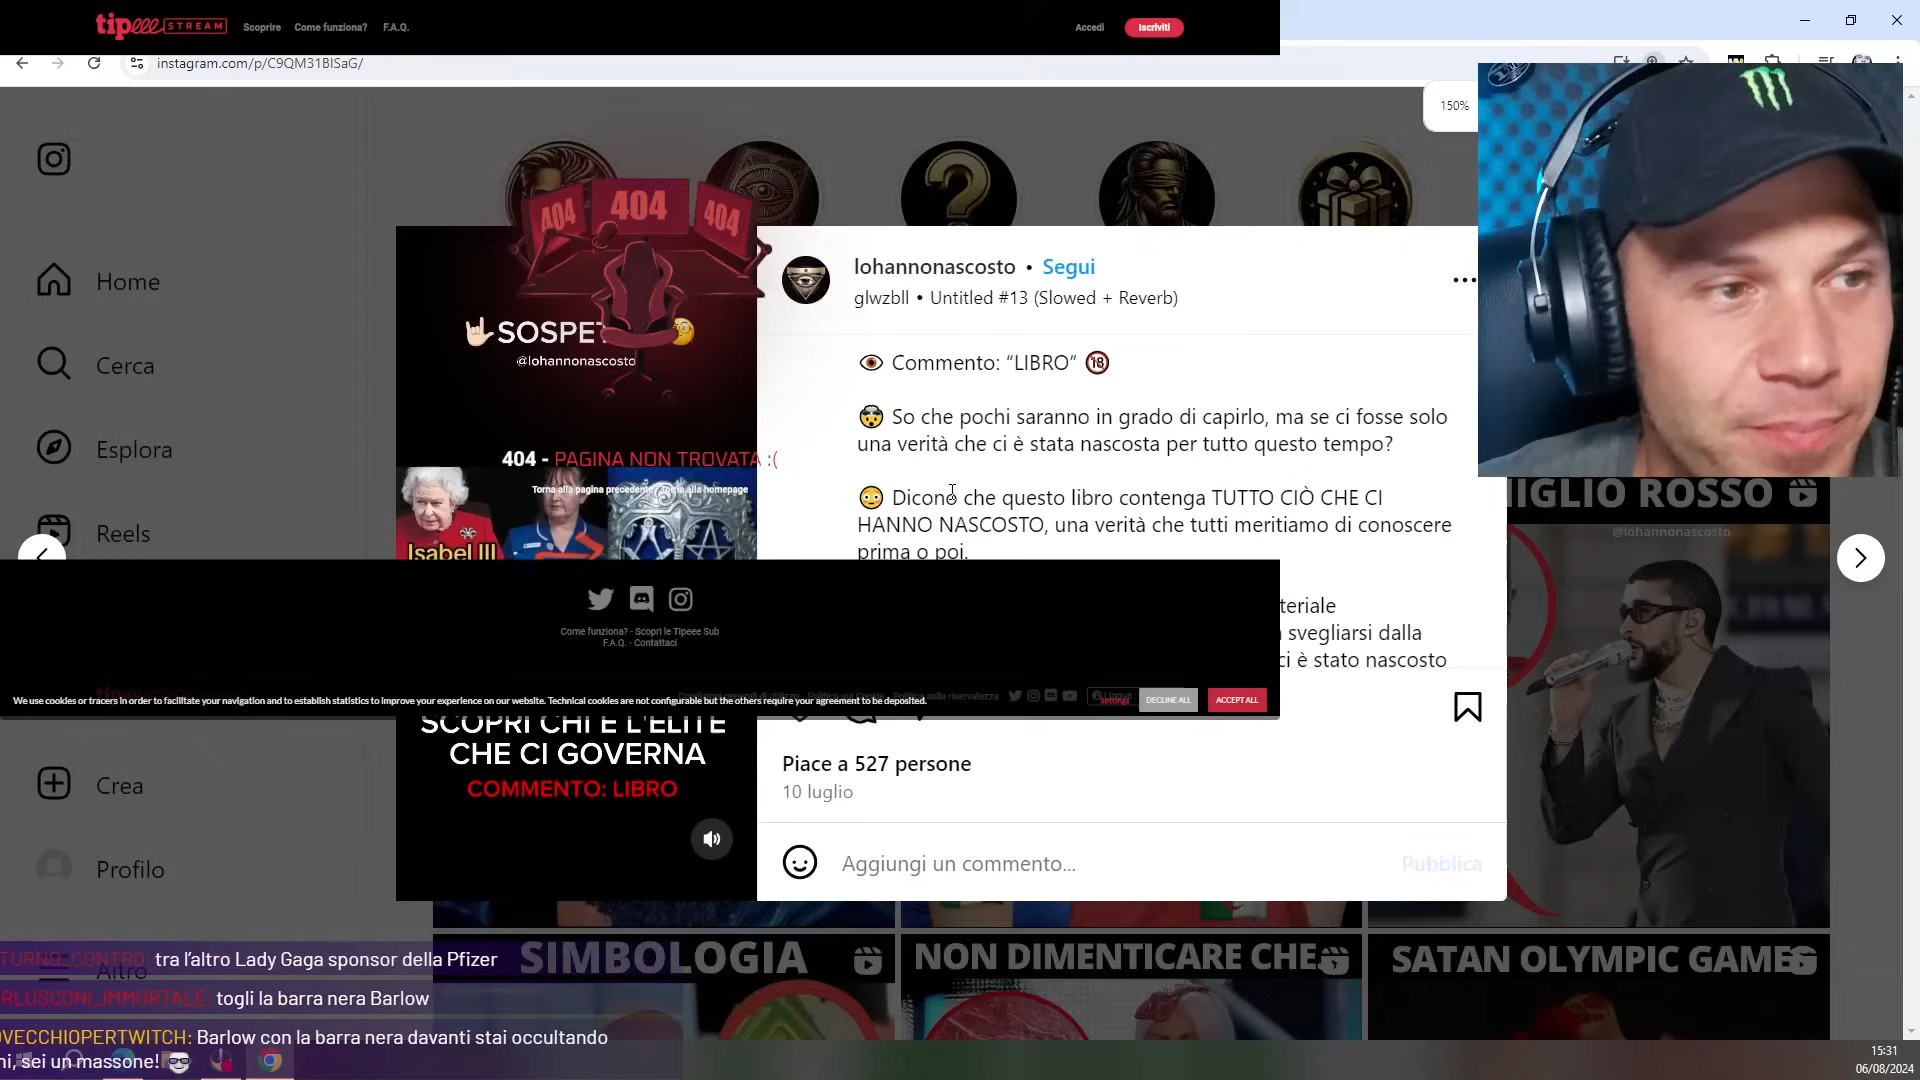 tipeee STREAM
Scoprire Come funziona? F.A.Q.
Accedi
Iscriviti
instagram.com/p/C9QM31BISaG/
150%
Home
Cerca
Esplora
Reels
Crea
Profilo
Altro
404 404 404
@lohannonascosto
404 - PAGINA NON TROVATA :(
Torna alla pagina precedente
Isabel III
SCOPRI CHI È L'ÉLITE
CHE CI GOVERNA
COMMENTO: LIBRO
lohannonascosto • Segui
glwzbll • Untitled #13 (Slowed + Reverb)
Commento: “LIBRO”
So che pochi saranno in grado di capirlo, ma se ci fosse solo
una verità che ci è stata nascosta per tutto questo tempo?
Dicono che questo libro contenga TUTTO CIÒ CHE CI
HANNO NASCOSTO, una verità che tutti meritiamo di conoscere
prima o poi.
svegliarsi dalla
ci è stato nascosto
Come funziona? - Scopri le Tipeee Sub
F.A.Q. - Contattaci
We use cookies or tracers in order to facilitate your navigation and to establish statistics to improve your experience on our website. Technical cookies are not configurable but the others require your agreement to be deposited.
settings
DECLINE ALL
ACCEPT ALL
Piace a 527 persone
10 luglio
Aggiungi un commento...
Pubblica
IGLIO ROSSO
@lohannonascosto
SIMBOLOGIA
NON DIMENTICARE CHE
SATAN OLYMPIC GAMES
TURNO_CONTRO: tra l’altro Lady Gaga sponsor della Pfizer
RLUSCONI_IMMORTALE: togli la barra nera Barlow
OVECCHIOPERTWITCH: Barlow con la barra nera davanti stai occultando
ni, sei un massone!
15:31
06/08/2024